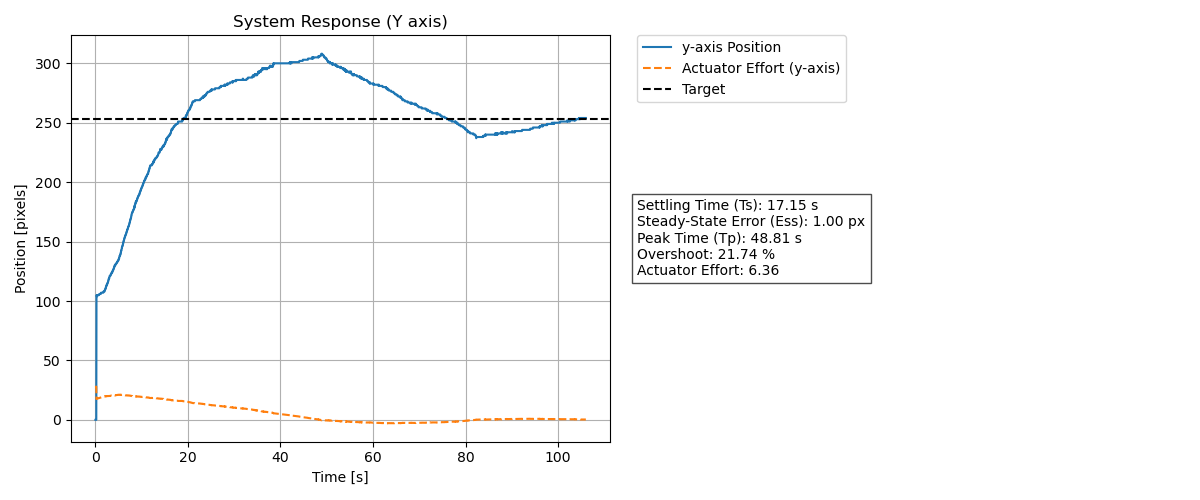 System Response (Y axis)
Position [pixels]
300
250
200
150
100
50
0
0 20 40 60 80 100
Time [s]
y-axis Position
Actuator Effort (y-axis)
Target
Settling Time (Ts): 17.15 s
Steady-State Error (Ess): 1.00 px
Peak Time (Tp): 48.81 s
Overshoot: 21.74 %
Actuator Effort: 6.36